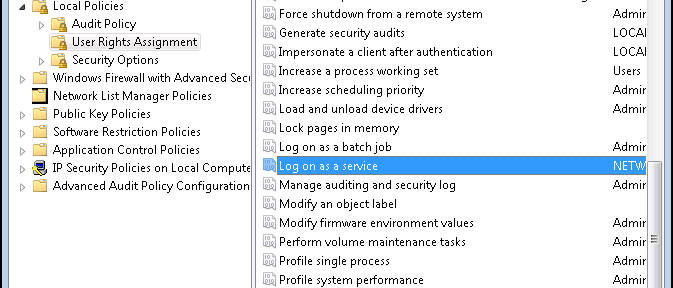 Local Policies
Audit Policy
User Rights Assignment
Security Options
Windows Firewall with Advanced Secu
Network List Manager Policies
Public Key Policies
Software Restriction Policies
Application Control Policies
IP Security Policies on Local Compute
Advanced Audit Policy Configuration
Force shutdown from a remote system Admin
Generate security audits LOCAL
Impersonate a client after authentication LOCAL
Increase a process working set Users
Increase scheduling priority Admin
Load and unload device drivers Admin
Lock pages in memory
Log on as a batch job Admin
Log on as a service NETW
Manage auditing and security log Admin
Modify an object label
Modify firmware environment values Admin
Perform volume maintenance tasks Admin
Profile single process Admin
Profile system performance Admin